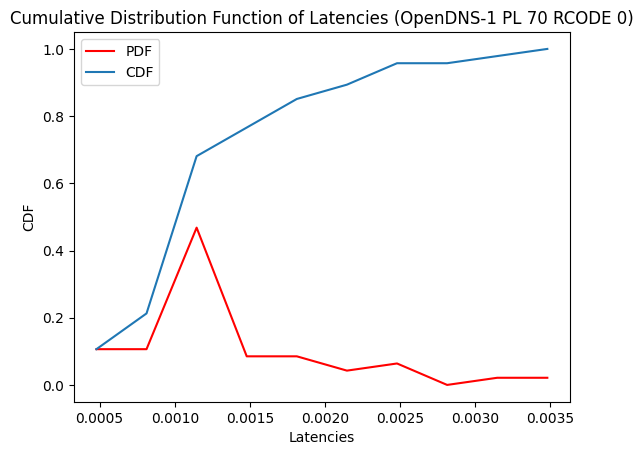 Cumulative Distribution Function of Latencies (OpenDNS-1 PL 70 RCODE 0)
PDF
CDF
1.0
0.8
0.6
0.4
0.2
0.0
CDF
0.0005 0.0010 0.0015 0.0020 0.0025 0.0030 0.0035
Latencies